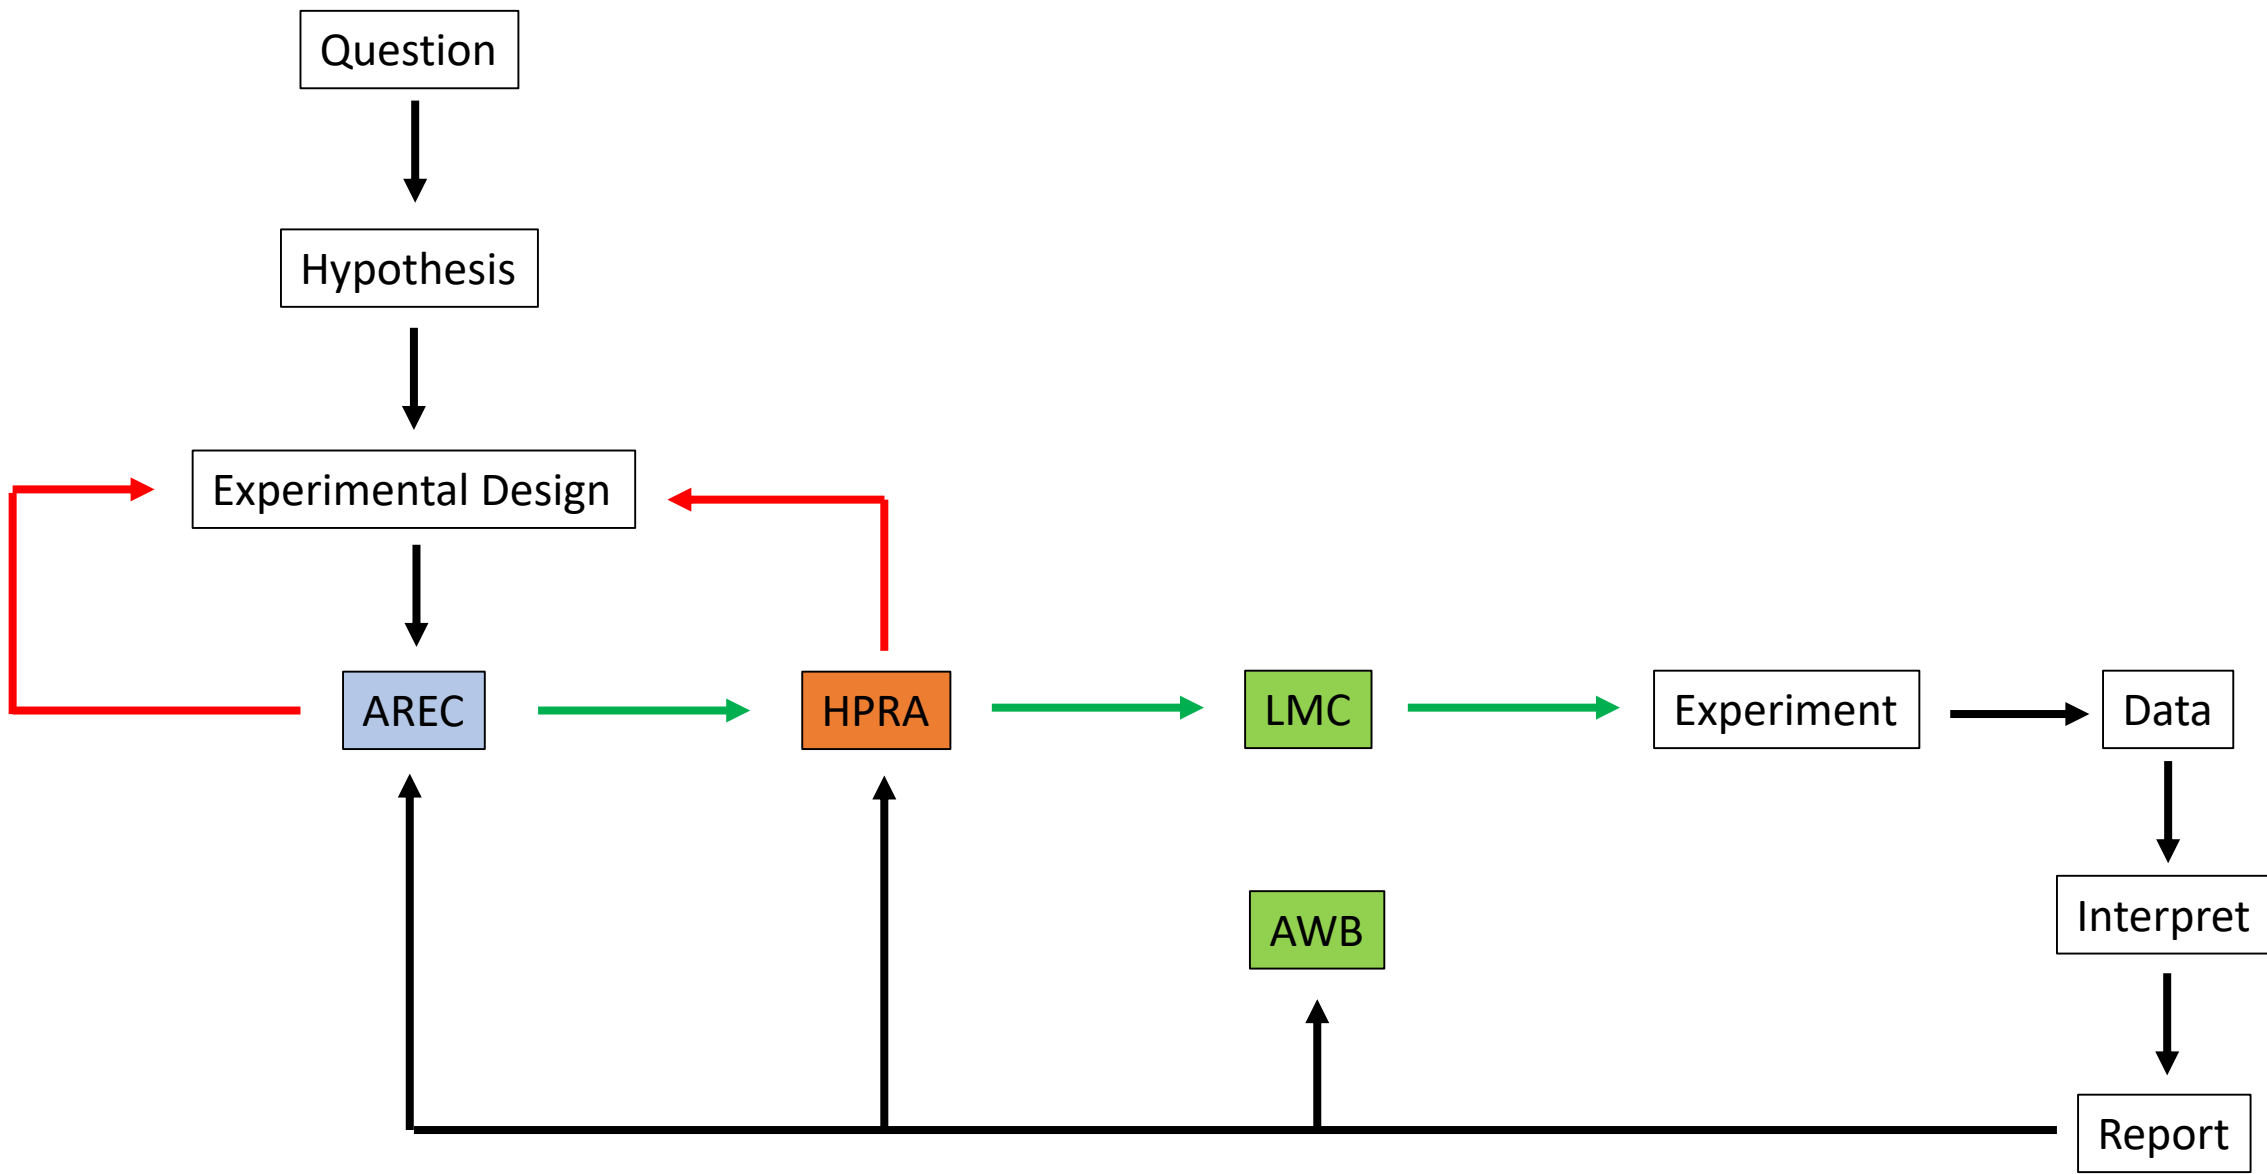 Question
Hypothesis
Experimental Design
AREC
HPRA
LMC
Experiment
Data
AWB
Interpret
Report